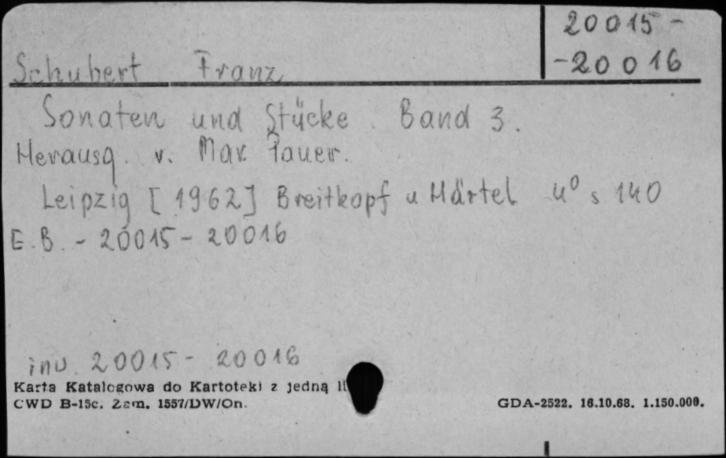 20015 -
- 20016
Schubert Franz
Sonaten und Stücke. Band 3.
Herausg. v. Max Pauer.
Leipzig [1962] Breitkopf u Härtel 4° s 140
E.B. - 20015 - 20016
inv. 20015 - 20016
Karta Katalogowa do Kartoteki z jedną
CWD B-15c. Zam. 1557/DW/On.
GDA-2522. 16.10.68. 1.150.000.